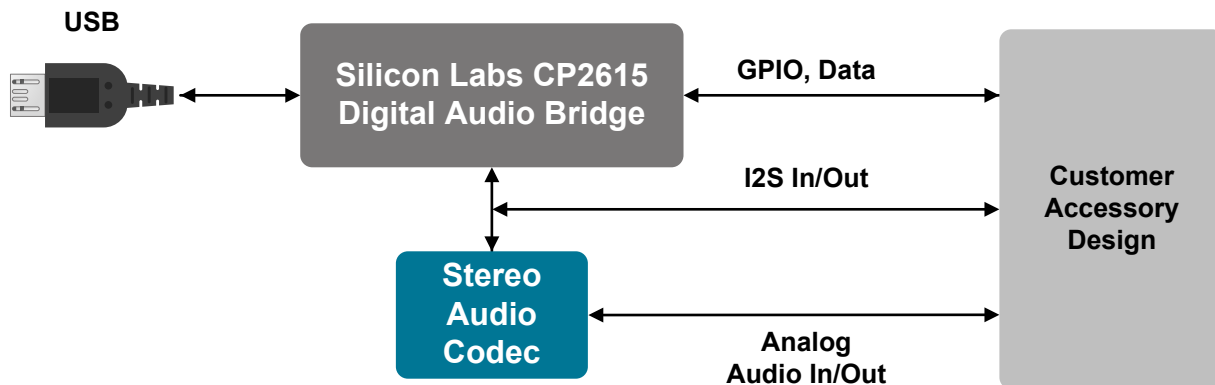 USB
Silicon Labs CP2615
Digital Audio Bridge
GPIO, Data
I2S In/Out
Customer
Accessory
Design
Stereo
Audio
Codec
Analog
Audio In/Out